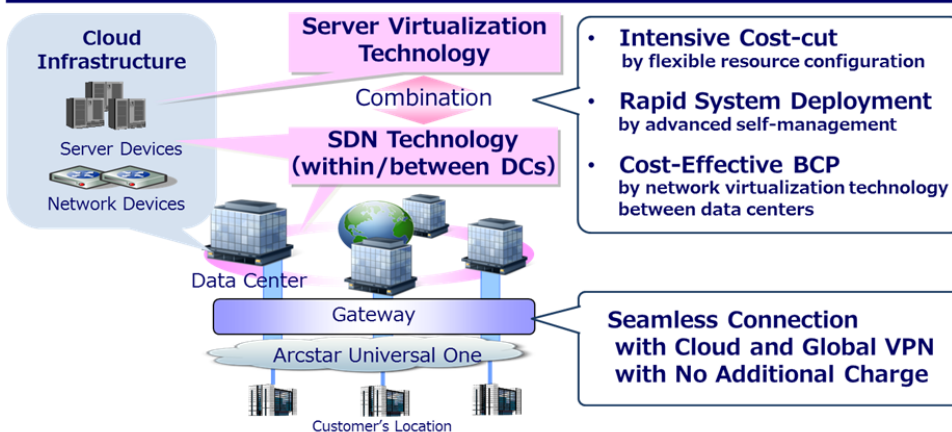 Cloud
Infrastructure
Server Devices
Network Devices
Server Virtualization
Technology
Combination
SDN Technology
(within/between DCs)
• Intensive Cost-cut
by flexible resource configuration
• Rapid System Deployment
by advanced self-management
• Cost-Effective BCP
by network virtualization technology
between data centers
Data Center
Gateway
Arcstar Universal One
Customer's Location
Seamless Connection
with Cloud and Global VPN
with No Additional Charge